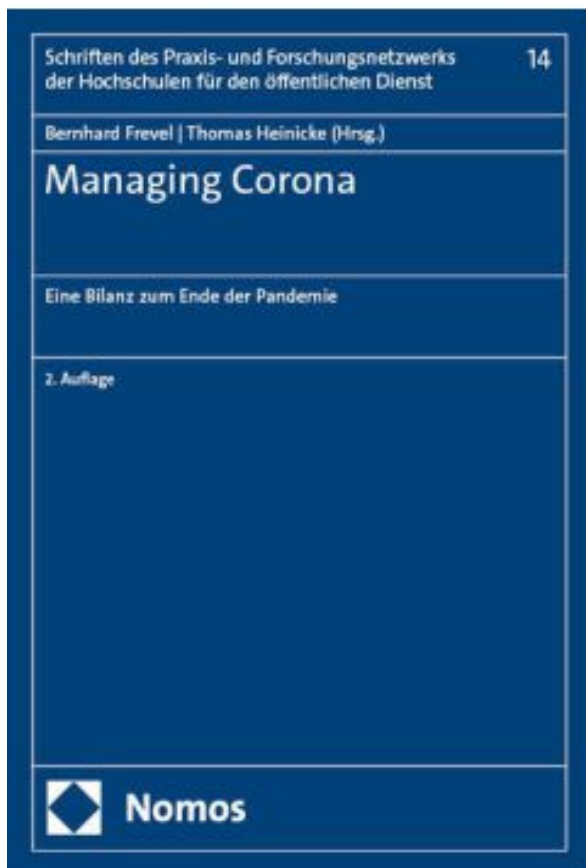 Schriften des Praxis- und Forschungsnetzwerks 14
der Hochschulen für den öffentlichen Dienst
Bernhard Frevel | Thomas Heinicke (Hrsg.)
Managing Corona
Eine Bilanz zum Ende der Pandemie
2. Auflage
Nomos